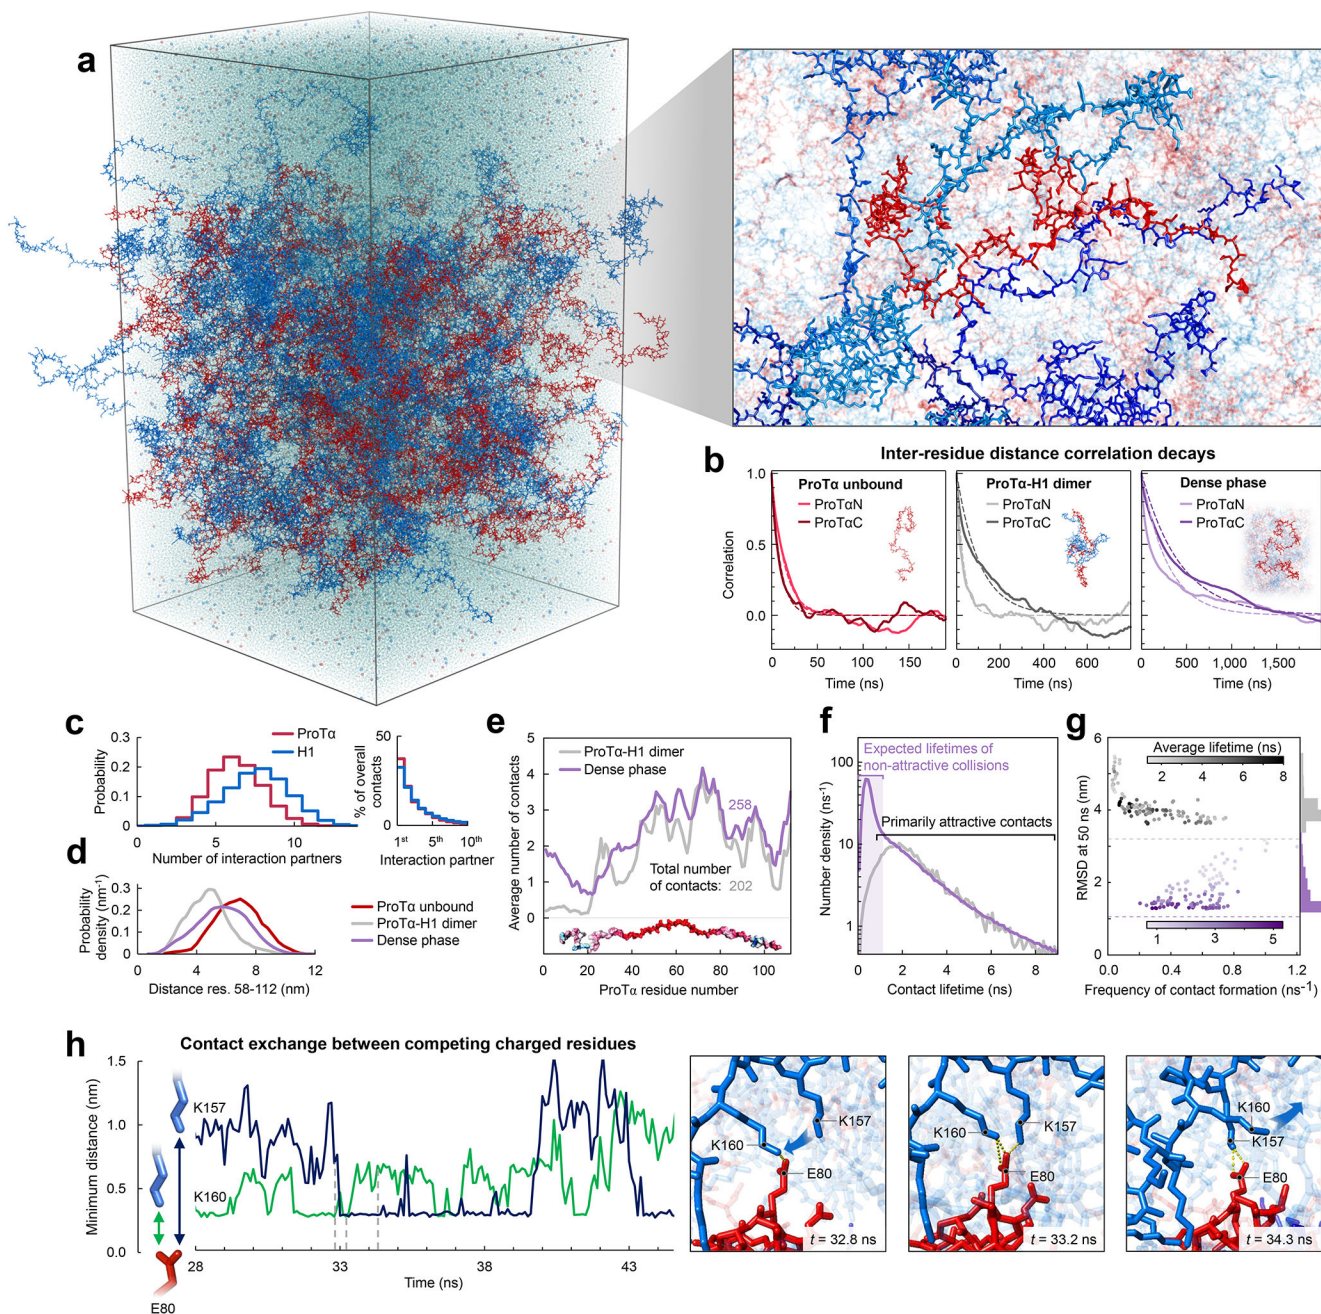 a
b
Inter-residue distance correlation decays
ProTα unbound
ProTαN
ProTαC
ProTα-H1 dimer
ProTαN
ProTαC
Dense phase
ProTαN
ProTαC
Correlation
1.0
0.5
0.0
0 50 100 150
Time (ns)
0 200 400 600
Time (ns)
0 500 1,000 1,500
Time (ns)
c
ProTα
H1
Probability
0.3
0.2
0.1
0
0 5 10
Number of interaction partners
% of overall
contacts
50
0
1st 5th 10th
Interaction partner
d
Probability
density (nm-1)
0.3
0.2
0.1
0
ProTα unbound
ProTα-H1 dimer
Dense phase
0 4 8 12
Distance res. 58-112 (nm)
e
Average number of contacts
5
4
3
2
1
0
ProTα-H1 dimer
Dense phase
258
Total number
of contacts: 202
0 20 40 60 80 100
ProTα residue number
f
Number density (ns-1)
100
10
1
Expected lifetimes of
non-attractive collisions
Primarily attractive contacts
0 2 4 6 8
Contact lifetime (ns)
g
RMSD at 50 ns (nm)
6
4
2
0
Average lifetime (ns)
2 4 6 8
1 3 5
0.0 0.4 0.8 1.2
Frequency of contact formation (ns-1)
h
Contact exchange between competing charged residues
Minimum distance (nm)
1.5
1.0
0.5
0.0
K157
K160
E80
28 33 38 43
Time (ns)
K160
K157
E80
t = 32.8 ns
K160
K157
E80
t = 33.2 ns
K160
K157
E80
t = 34.3 ns